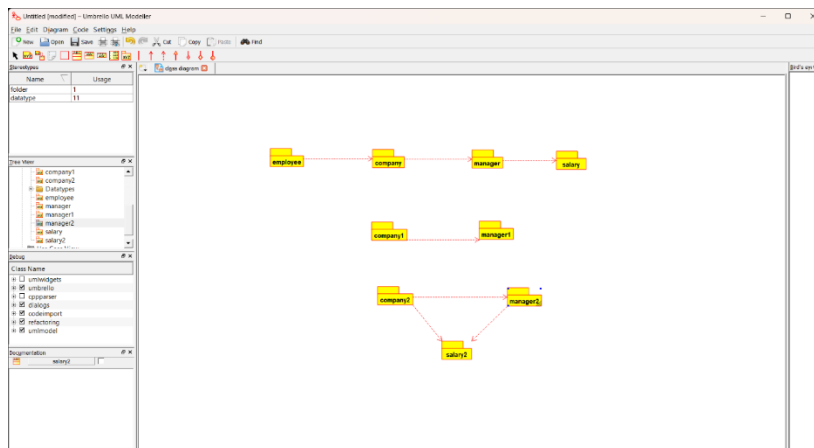 Untitled [modified] – Umbrello UML Modeller
File Edit Diagram Code Settings Help
New Open Save Cut Copy Paste Find
Stereotypes
Name Usage
folder 1
datatype 11
Tree View
company1
company2
Datatypes
employee
manager
manager1
manager2
salary
salary2
Debug
Class Name
umlwidgets
umbrello
cppparser
dialogs
codeimport
refactoring
umlmodel
Documentation
salary2
class diagram
employee company manager salary
company1 manager1
company2 manager2
salary2
Bird's